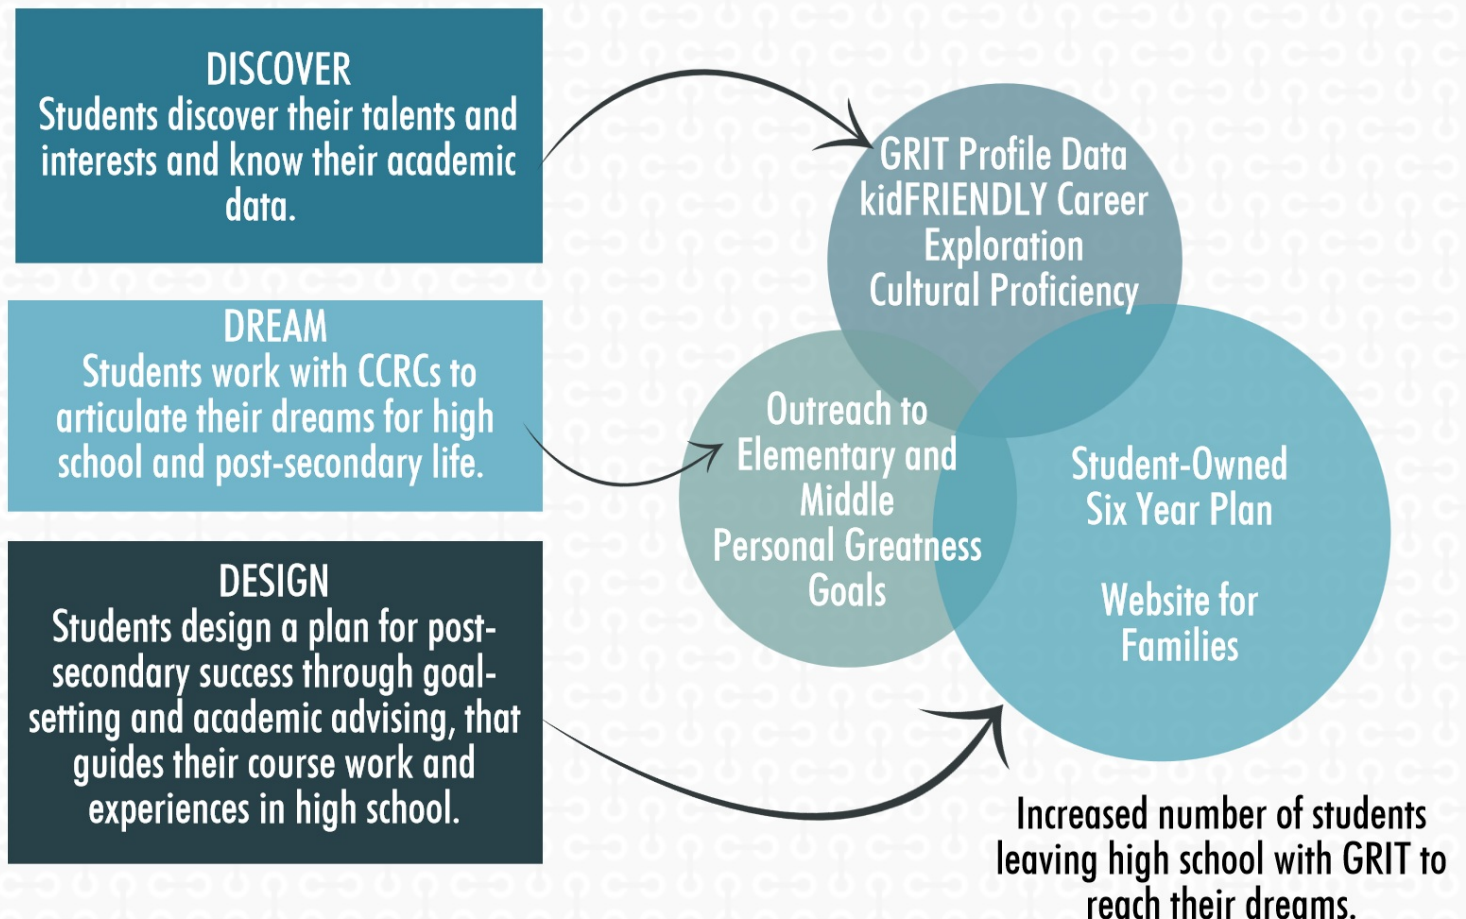 DISCOVER
Students discover their talents and
interests and know their academic
data.
DREAM
Students work with CCRCs to
articulate their dreams for high
school and post-secondary life.
DESIGN
Students design a plan for post-
secondary success through goal-
setting and academic advising, that
guides their course work and
experiences in high school.
GRIT Profile Data
kidFRIENDLY Career
Exploration
Cultural Proficiency
Outreach to
Elementary and
Middle
Personal Greatness
Goals
Student-Owned
Six Year Plan
Website for
Families
Increased number of students
leaving high school with GRIT to
reach their dreams.